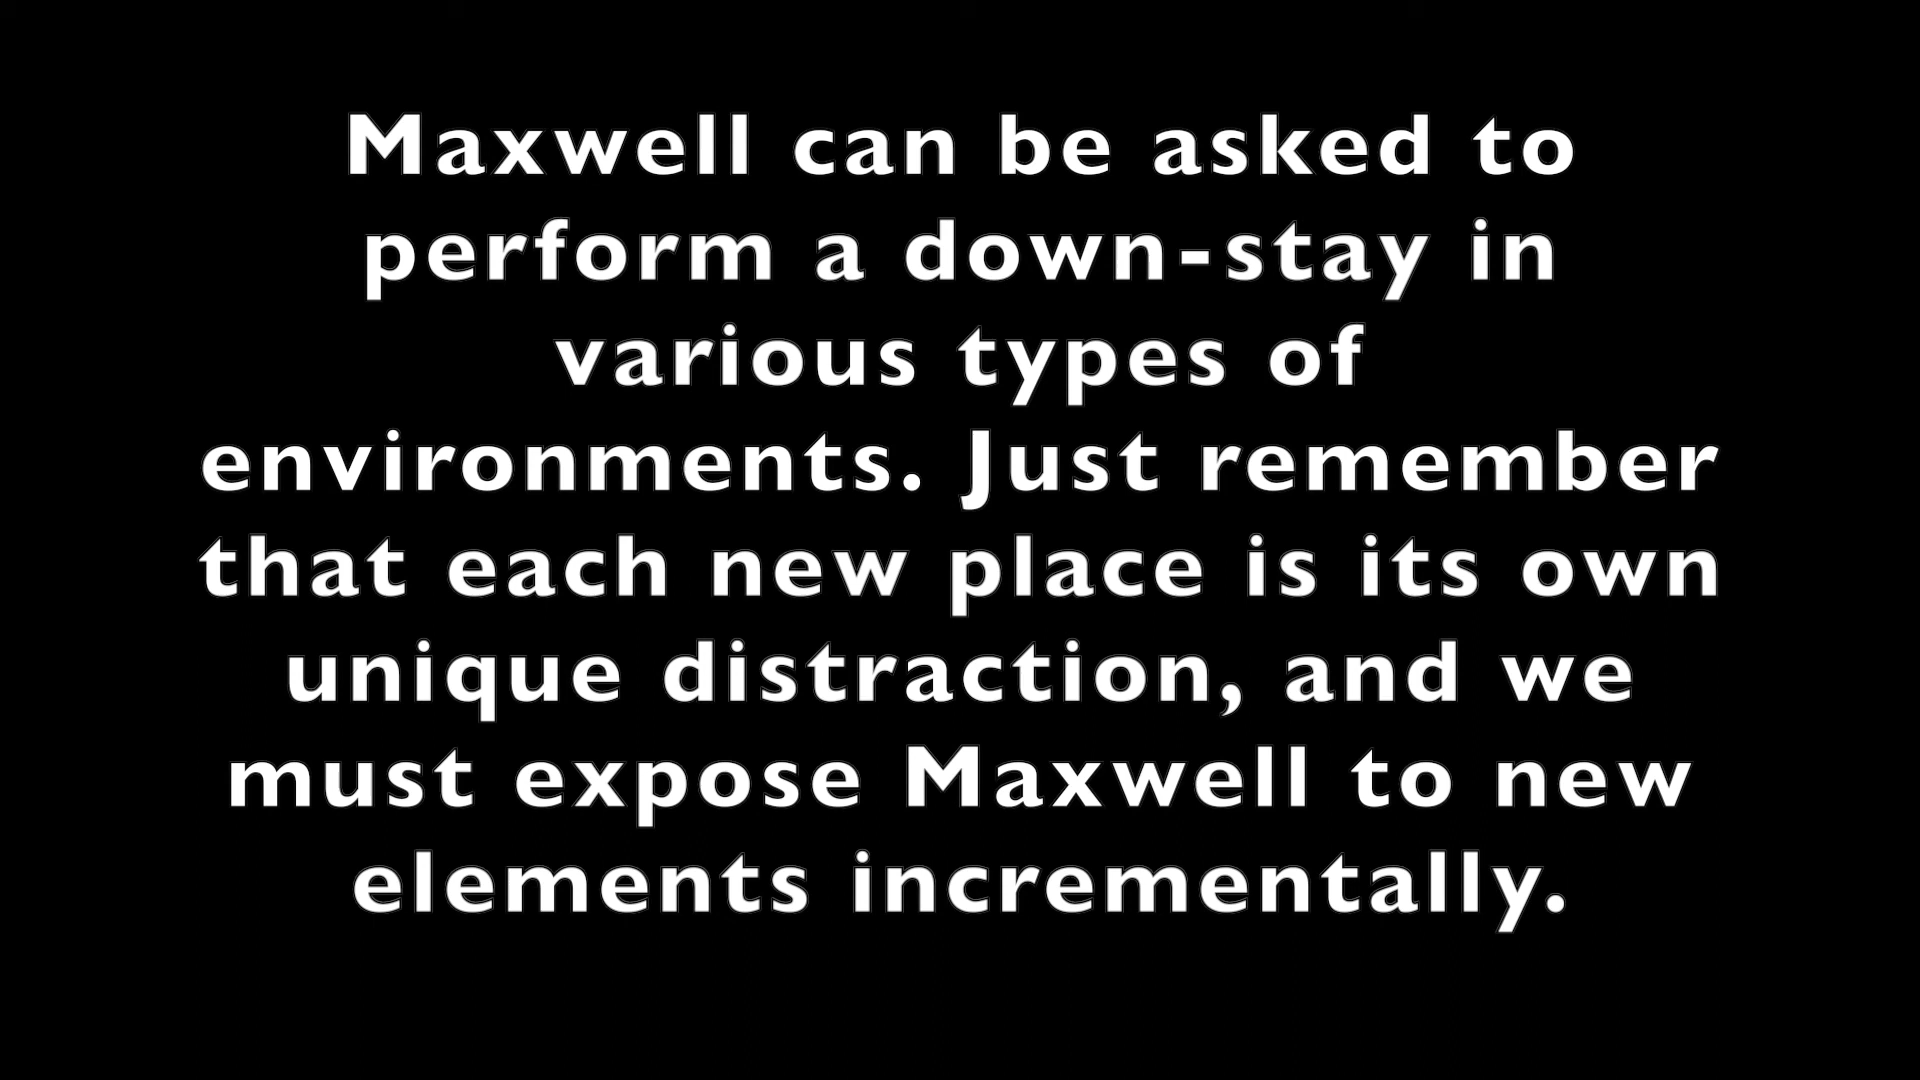 Maxwell can be asked to
perform a down-stay in
various types of
environments. Just remember
that each new place is its own
unique distraction, and we
must expose Maxwell to new
elements incrementally.